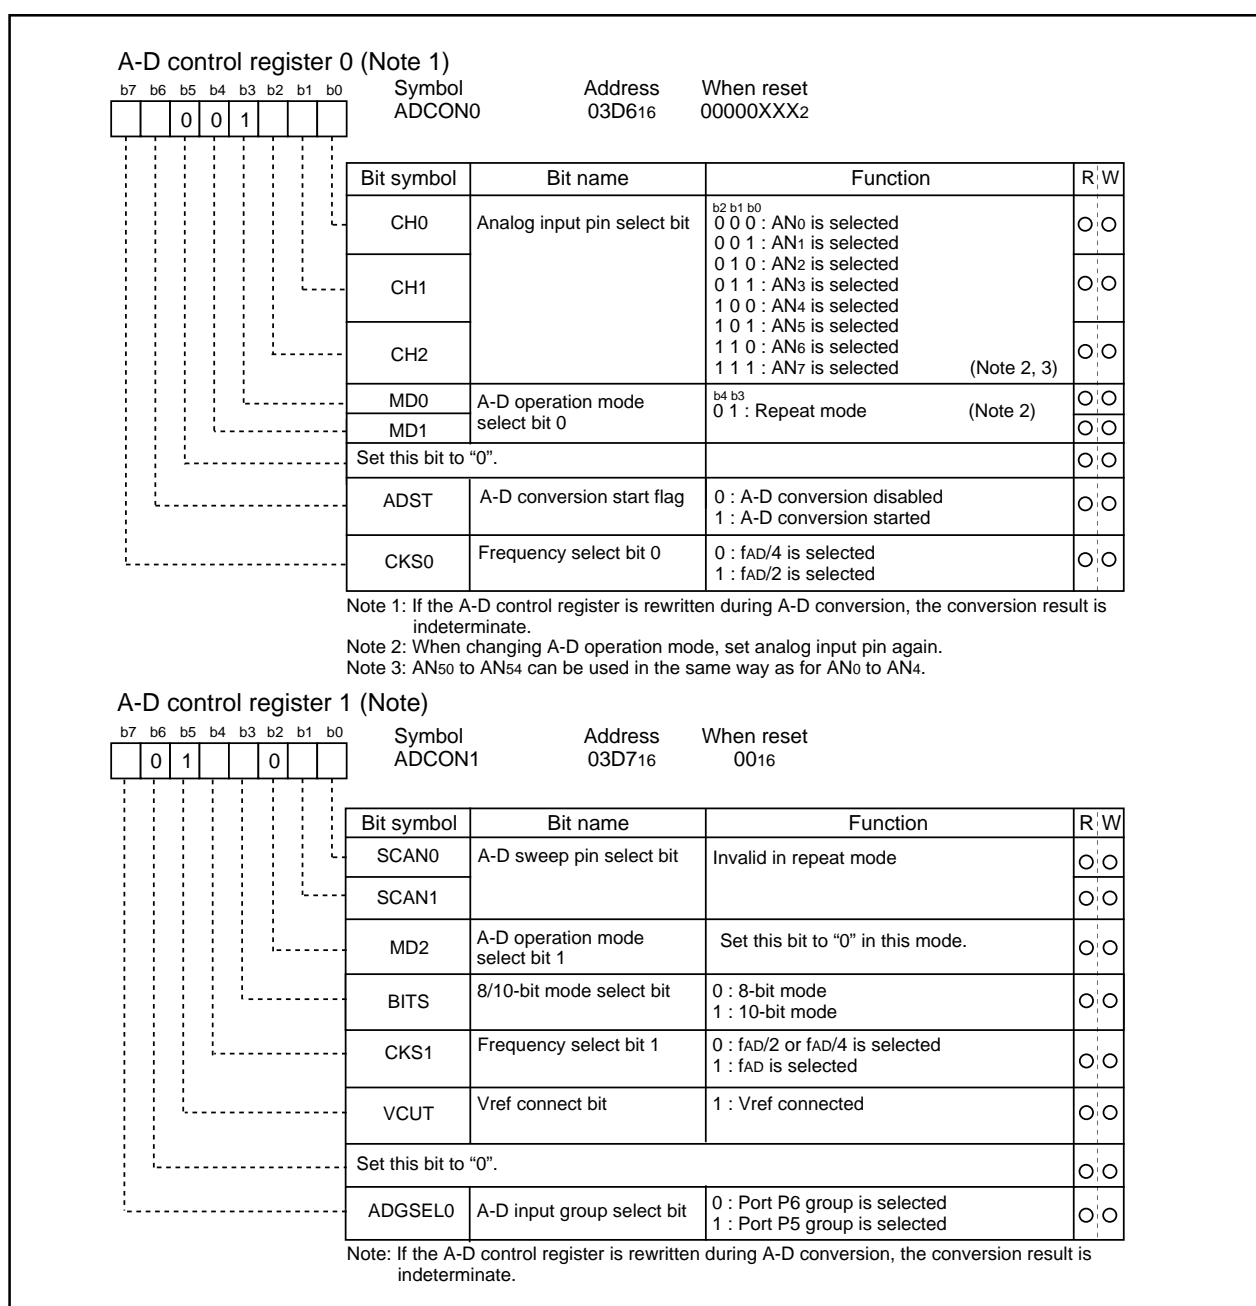 A-D control register 0 (Note 1)
b7 b6 b5 b4 b3 b2 b1 b0
Symbol Address When reset
ADCON0 03D616 00000XXX2
0 0 1
Bit symbol Bit name Function R W
CH0 Analog input pin select bit
b2 b1 b0
0 0 0 : AN0 is selected
0 0 1 : AN1 is selected
0 1 0 : AN2 is selected
CH1
0 1 1 : AN3 is selected
1 0 0 : AN4 is selected
1 0 1 : AN5 is selected
CH2
1 1 0 : AN6 is selected
1 1 1 : AN7 is selected (Note 2, 3)
MD0 A-D operation mode
select bit 0
b4 b3
0 1 : Repeat mode (Note 2)
MD1
Set this bit to “0”.
ADST A-D conversion start flag 0 : A-D conversion disabled
1 : A-D conversion started
CKS0 Frequency select bit 0 0 : fAD/4 is selected
1 : fAD/2 is selected
Note 1: If the A-D control register is rewritten during A-D conversion, the conversion result is
indeterminate.
Note 2: When changing A-D operation mode, set analog input pin again.
Note 3: AN50 to AN54 can be used in the same way as for AN0 to AN4.
A-D control register 1 (Note)
b7 b6 b5 b4 b3 b2 b1 b0
Symbol Address When reset
ADCON1 03D716 0016
0 1 0
Bit symbol Bit name Function R W
SCAN0 A-D sweep pin select bit Invalid in repeat mode
SCAN1
MD2 A-D operation mode
select bit 1
Set this bit to “0” in this mode.
BITS 8/10-bit mode select bit 0 : 8-bit mode
1 : 10-bit mode
CKS1 Frequency select bit 1 0 : fAD/2 or fAD/4 is selected
1 : fAD is selected
VCUT Vref connect bit 1 : Vref connected
Set this bit to “0”.
ADGSEL0 A-D input group select bit 0 : Port P6 group is selected
1 : Port P5 group is selected
Note: If the A-D control register is rewritten during A-D conversion, the conversion result is
indeterminate.